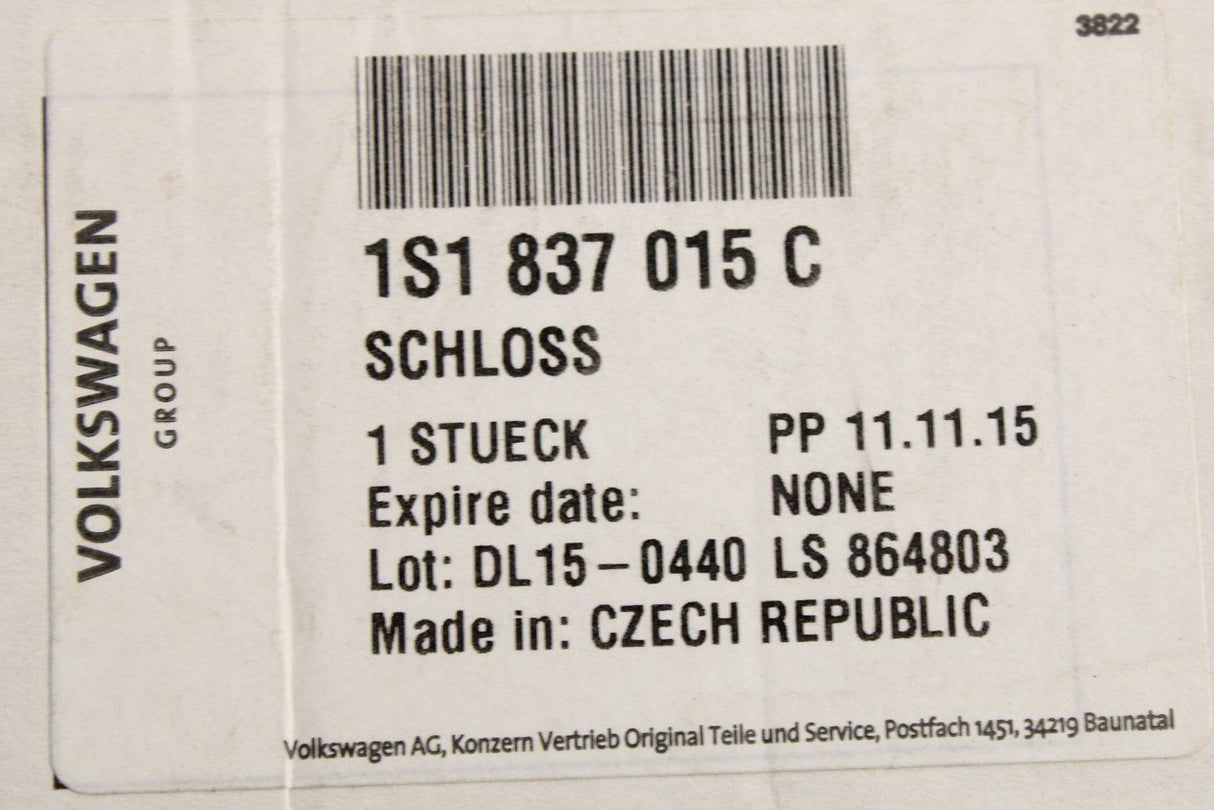 3822
VOLKSWAGEN
GROUP
1S1 837 015 C
SCHLOSS
1 STUECK PP 11.11.15
Expire date: NONE
Lot: DL15-0440 LS 864803
Made in: CZECH REPUBLIC
Volkswagen AG, Konzern Vertrieb Original Teile und Service, Postfach 1451, 34219 Baunatal